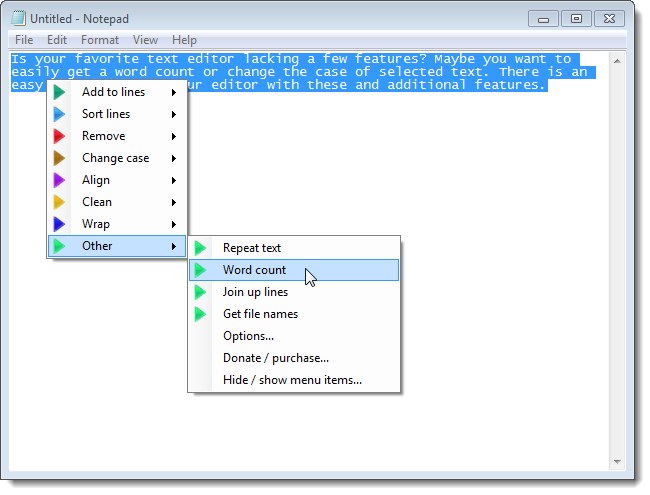 Untitled - Notepad
File Edit Format View Help
Is your favorite text editor lacking a few features? Maybe you want to
easily get a word count or change the case of selected text. There is an
easy ur editor with these and additional features.
Add to lines
Sort lines
Remove
Change case
Align
Clean
Wrap
Other
Repeat text
Word count
Join up lines
Get file names
Options...
Donate / purchase...
Hide / show menu items...